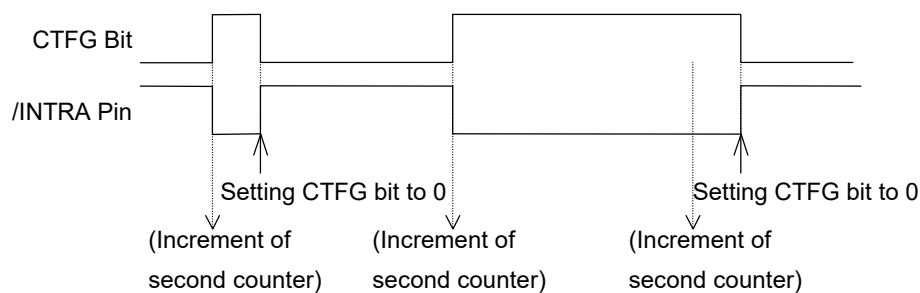 CTFG Bit
/INTRA Pin
Setting CTFG bit to 0
Setting CTFG bit to 0
(Increment of
second counter)
(Increment of
second counter)
(Increment of
second counter)